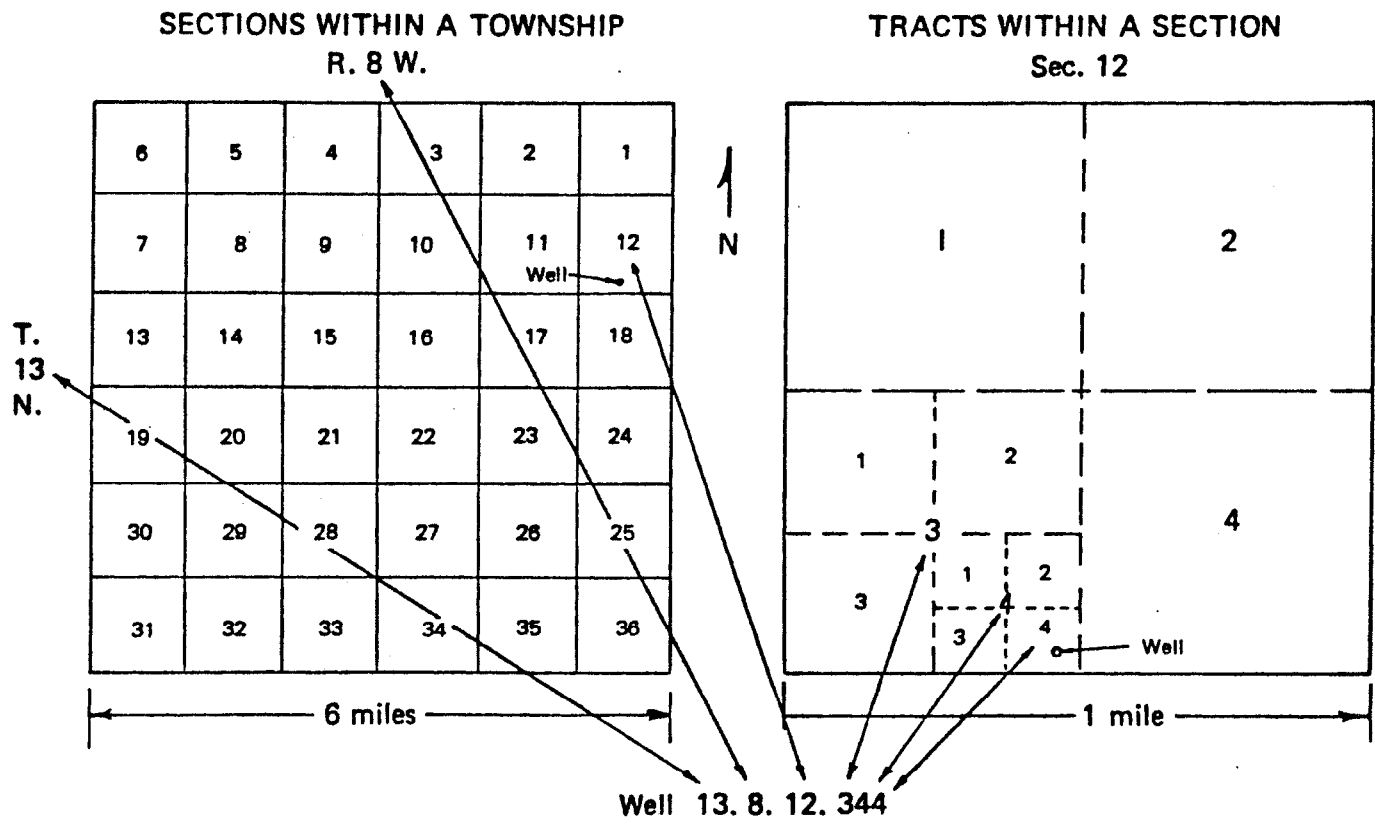 SECTIONS WITHIN A TOWNSHIP
R. 8 W.
6 5 4 3 2 1
7 8 9 10 11 12
Well
13 14 15 16 17 18
19 20 21 22 23 24
30 29 28 27 26 25
31 32 33 34 35 36
T.
13
N.
6 miles
N
TRACTS WITHIN A SECTION
Sec. 12
1 2
1 2
3 4
3 1 2
4
3 4
Well
1 mile
Well 13. 8. 12. 344